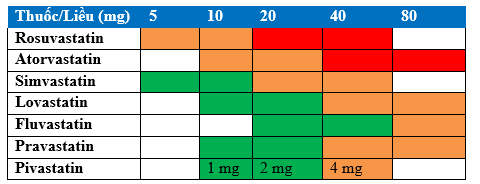 Thuốc/Liều (mg) 5 10 20 40 80
Rosuvastatin
Atorvastatin
Simvastatin
Lovastatin
Fluvastatin
Pravastatin
Pivastatin 1 mg 2 mg 4 mg